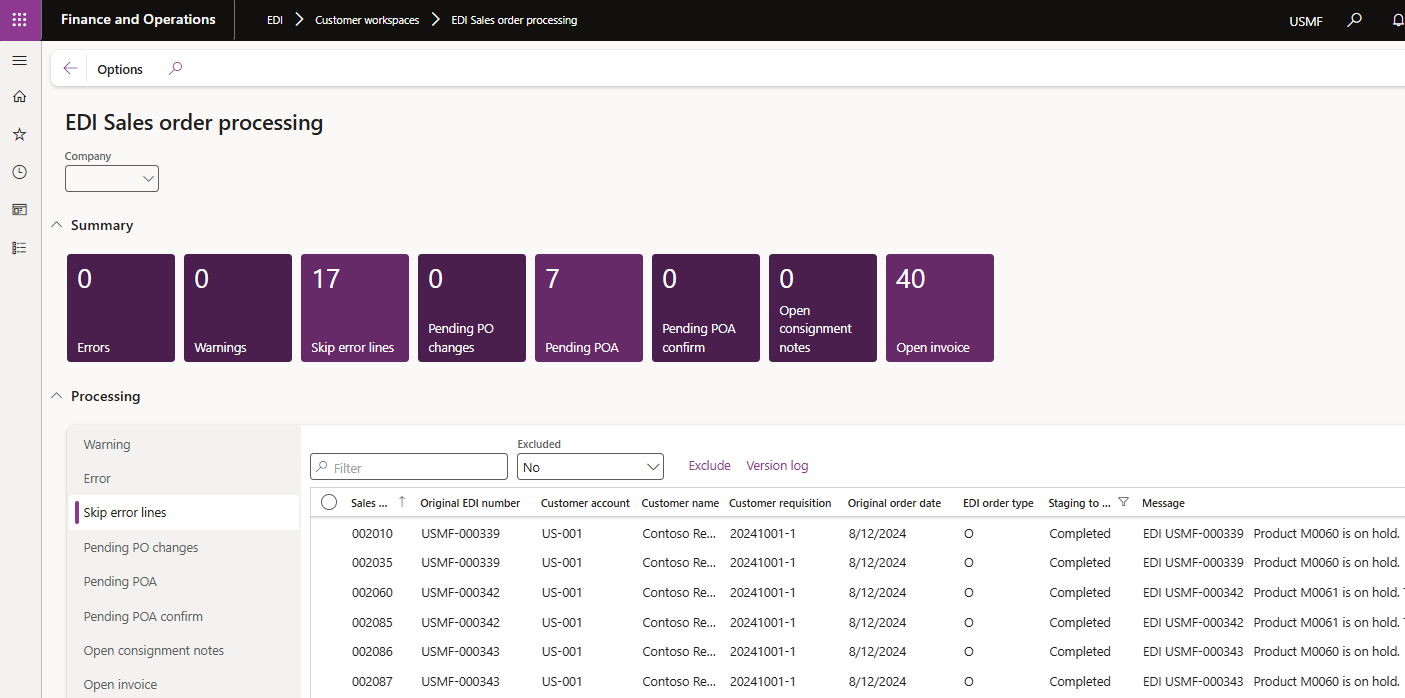 Finance and Operations EDI Customer workspaces EDI Sales order processing USMF
Options
EDI Sales order processing
Company
Summary
0 Errors
0 Warnings
17 Skip error lines
0 Pending PO changes
7 Pending POA
0 Pending POA confirm
0 Open consignment notes
40 Open invoice
Processing
Warning
Error
Skip error lines
Pending PO changes
Pending POA
Pending POA confirm
Open consignment notes
Open invoice
Filter
Excluded
No
Exclude Version log
Sales ... Original EDI number Customer account Customer name Customer requisition Original order date EDI order type Staging to ... Message
002010 USMF-000339 US-001 Contoso Re... 20241001-1 8/12/2024 O Completed EDI USMF-000339 Product M0060 is on hold.
002035 USMF-000339 US-001 Contoso Re... 20241001-1 8/12/2024 O Completed EDI USMF-000339 Product M0060 is on hold.
002060 USMF-000342 US-001 Contoso Re... 20241001-1 8/12/2024 O Completed EDI USMF-000342 Product M0061 is on hold.
002085 USMF-000342 US-001 Contoso Re... 20241001-1 8/12/2024 O Completed EDI USMF-000342 Product M0061 is on hold.
002086 USMF-000343 US-001 Contoso Re... 20241001-1 8/12/2024 O Completed EDI USMF-000343 Product M0060 is on hold.
002087 USMF-000343 US-001 Contoso Re... 20241001-1 8/12/2024 O Completed EDI USMF-000343 Product M0060 is on hold.